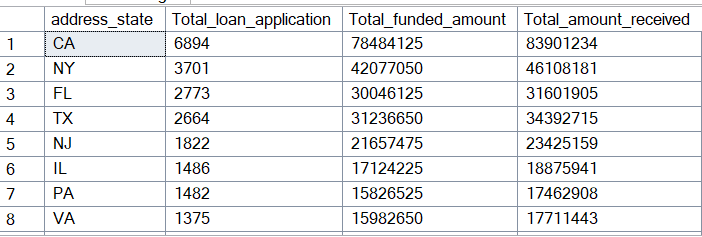 address_state Total_loan_application Total_funded_amount Total_amount_received
1 CA 6894 78484125 83901234
2 NY 3701 42077050 46108181
3 FL 2773 30046125 31601905
4 TX 2664 31236650 34392715
5 NJ 1822 21657475 23425159
6 IL 1486 17124225 18875941
7 PA 1482 15826525 17462908
8 VA 1375 15982650 17711443